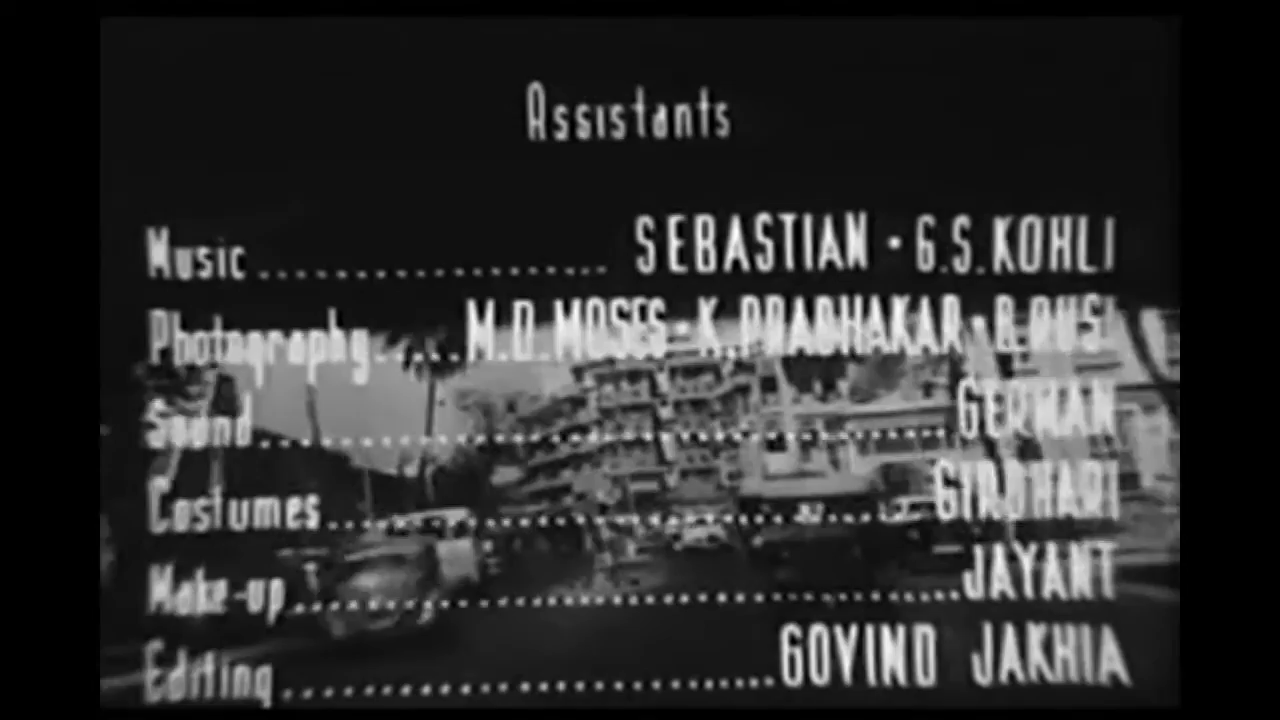 Assistants
Music .................... SEBASTIAN · G.S. KOHLI
Photography ..... M.D. MOSES · K. PRABHAKAR ·
Sound ........................................ GERMAN
Costumes .................................. GIRDHARI
Make-up ....................................... JAYANT
Editing ............................ GOVIND JAKHIA